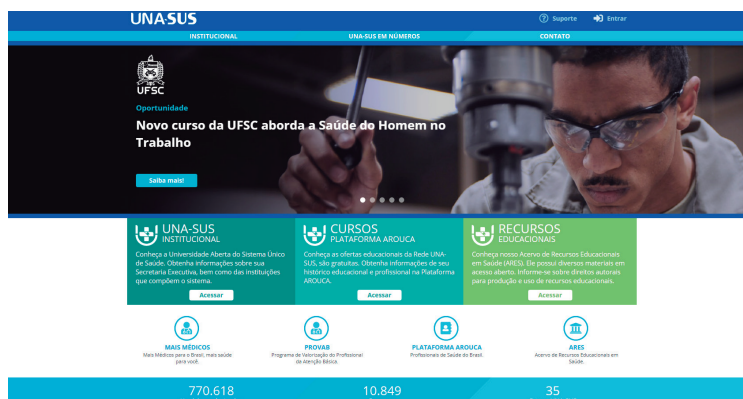 UNA-SUS
Suporte
Entrar
INSTITUCIONAL
UNA-SUS EM NÚMEROS
CONTATO
UFSC
Oportunidade
Novo curso da UFSC aborda a Saúde do Homem no
Trabalho
Saiba mais!
UNA-SUS
INSTITUCIONAL
Conheça a Universidade Aberta do Sistema Único
de Saúde. Obtenha informações sobre sua
Secretaria Executiva, bem como das instituições
que compõem o sistema.
Acessar
CURSOS
PLATAFORMA AROUCA
Conheça as ofertas educacionais da Rede UNA-
SUS, são gratuitas. Obtenha informações de seu
histórico educacional e profissional na Plataforma
AROUCA.
Acessar
RECURSOS
EDUCACIONAIS
Conheça nosso Acervo de Recursos Educacionais
em Saúde (ARES). Ele possui diversos materiais em
acesso aberto. Informe-se sobre direitos autorais
para produção e uso de recursos educacionais.
Acessar
MAIS MÉDICOS
Mais Médicos para o Brasil, mais saúde
para você.
PROVAB
Programa de Valorização do Profissional
da Atenção Básica.
PLATAFORMA AROUCA
Profissionais de Saúde do Brasil.
ARES
Acervo de Recursos Educacionais em
Saúde.
770.618
10.849
35